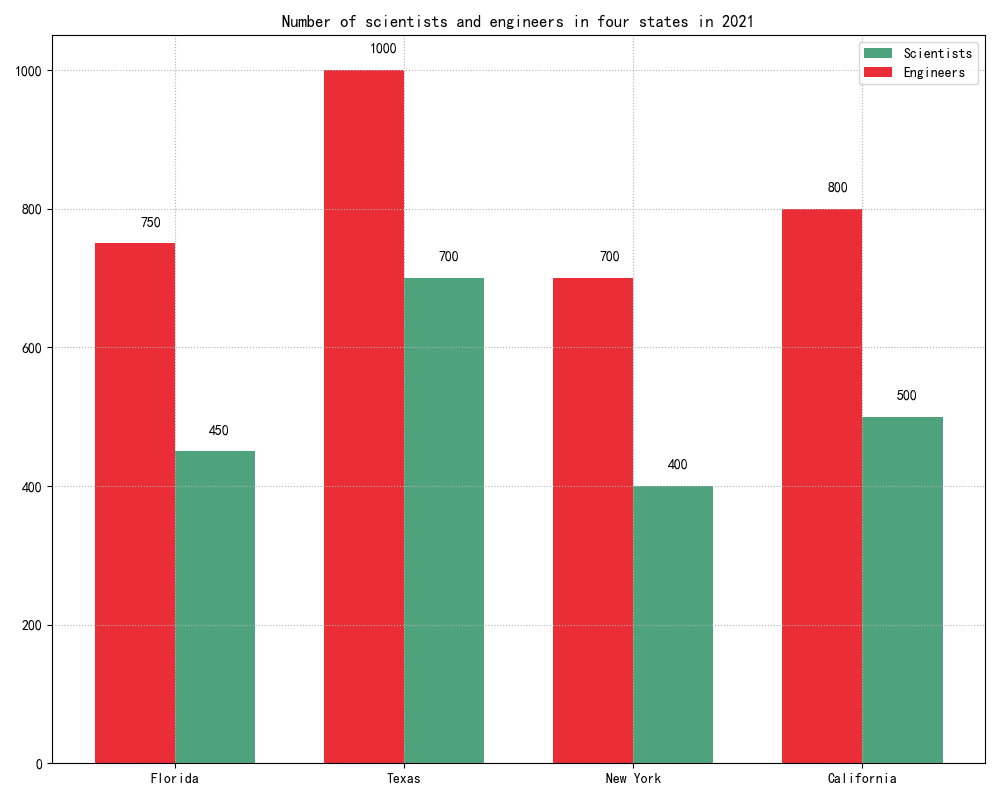 Number of scientists and engineers in four states in 2021
Scientists
Engineers
1000
800
600
400
200
0
750
450
1000
700
700
400
800
500
Florida
Texas
New York
California